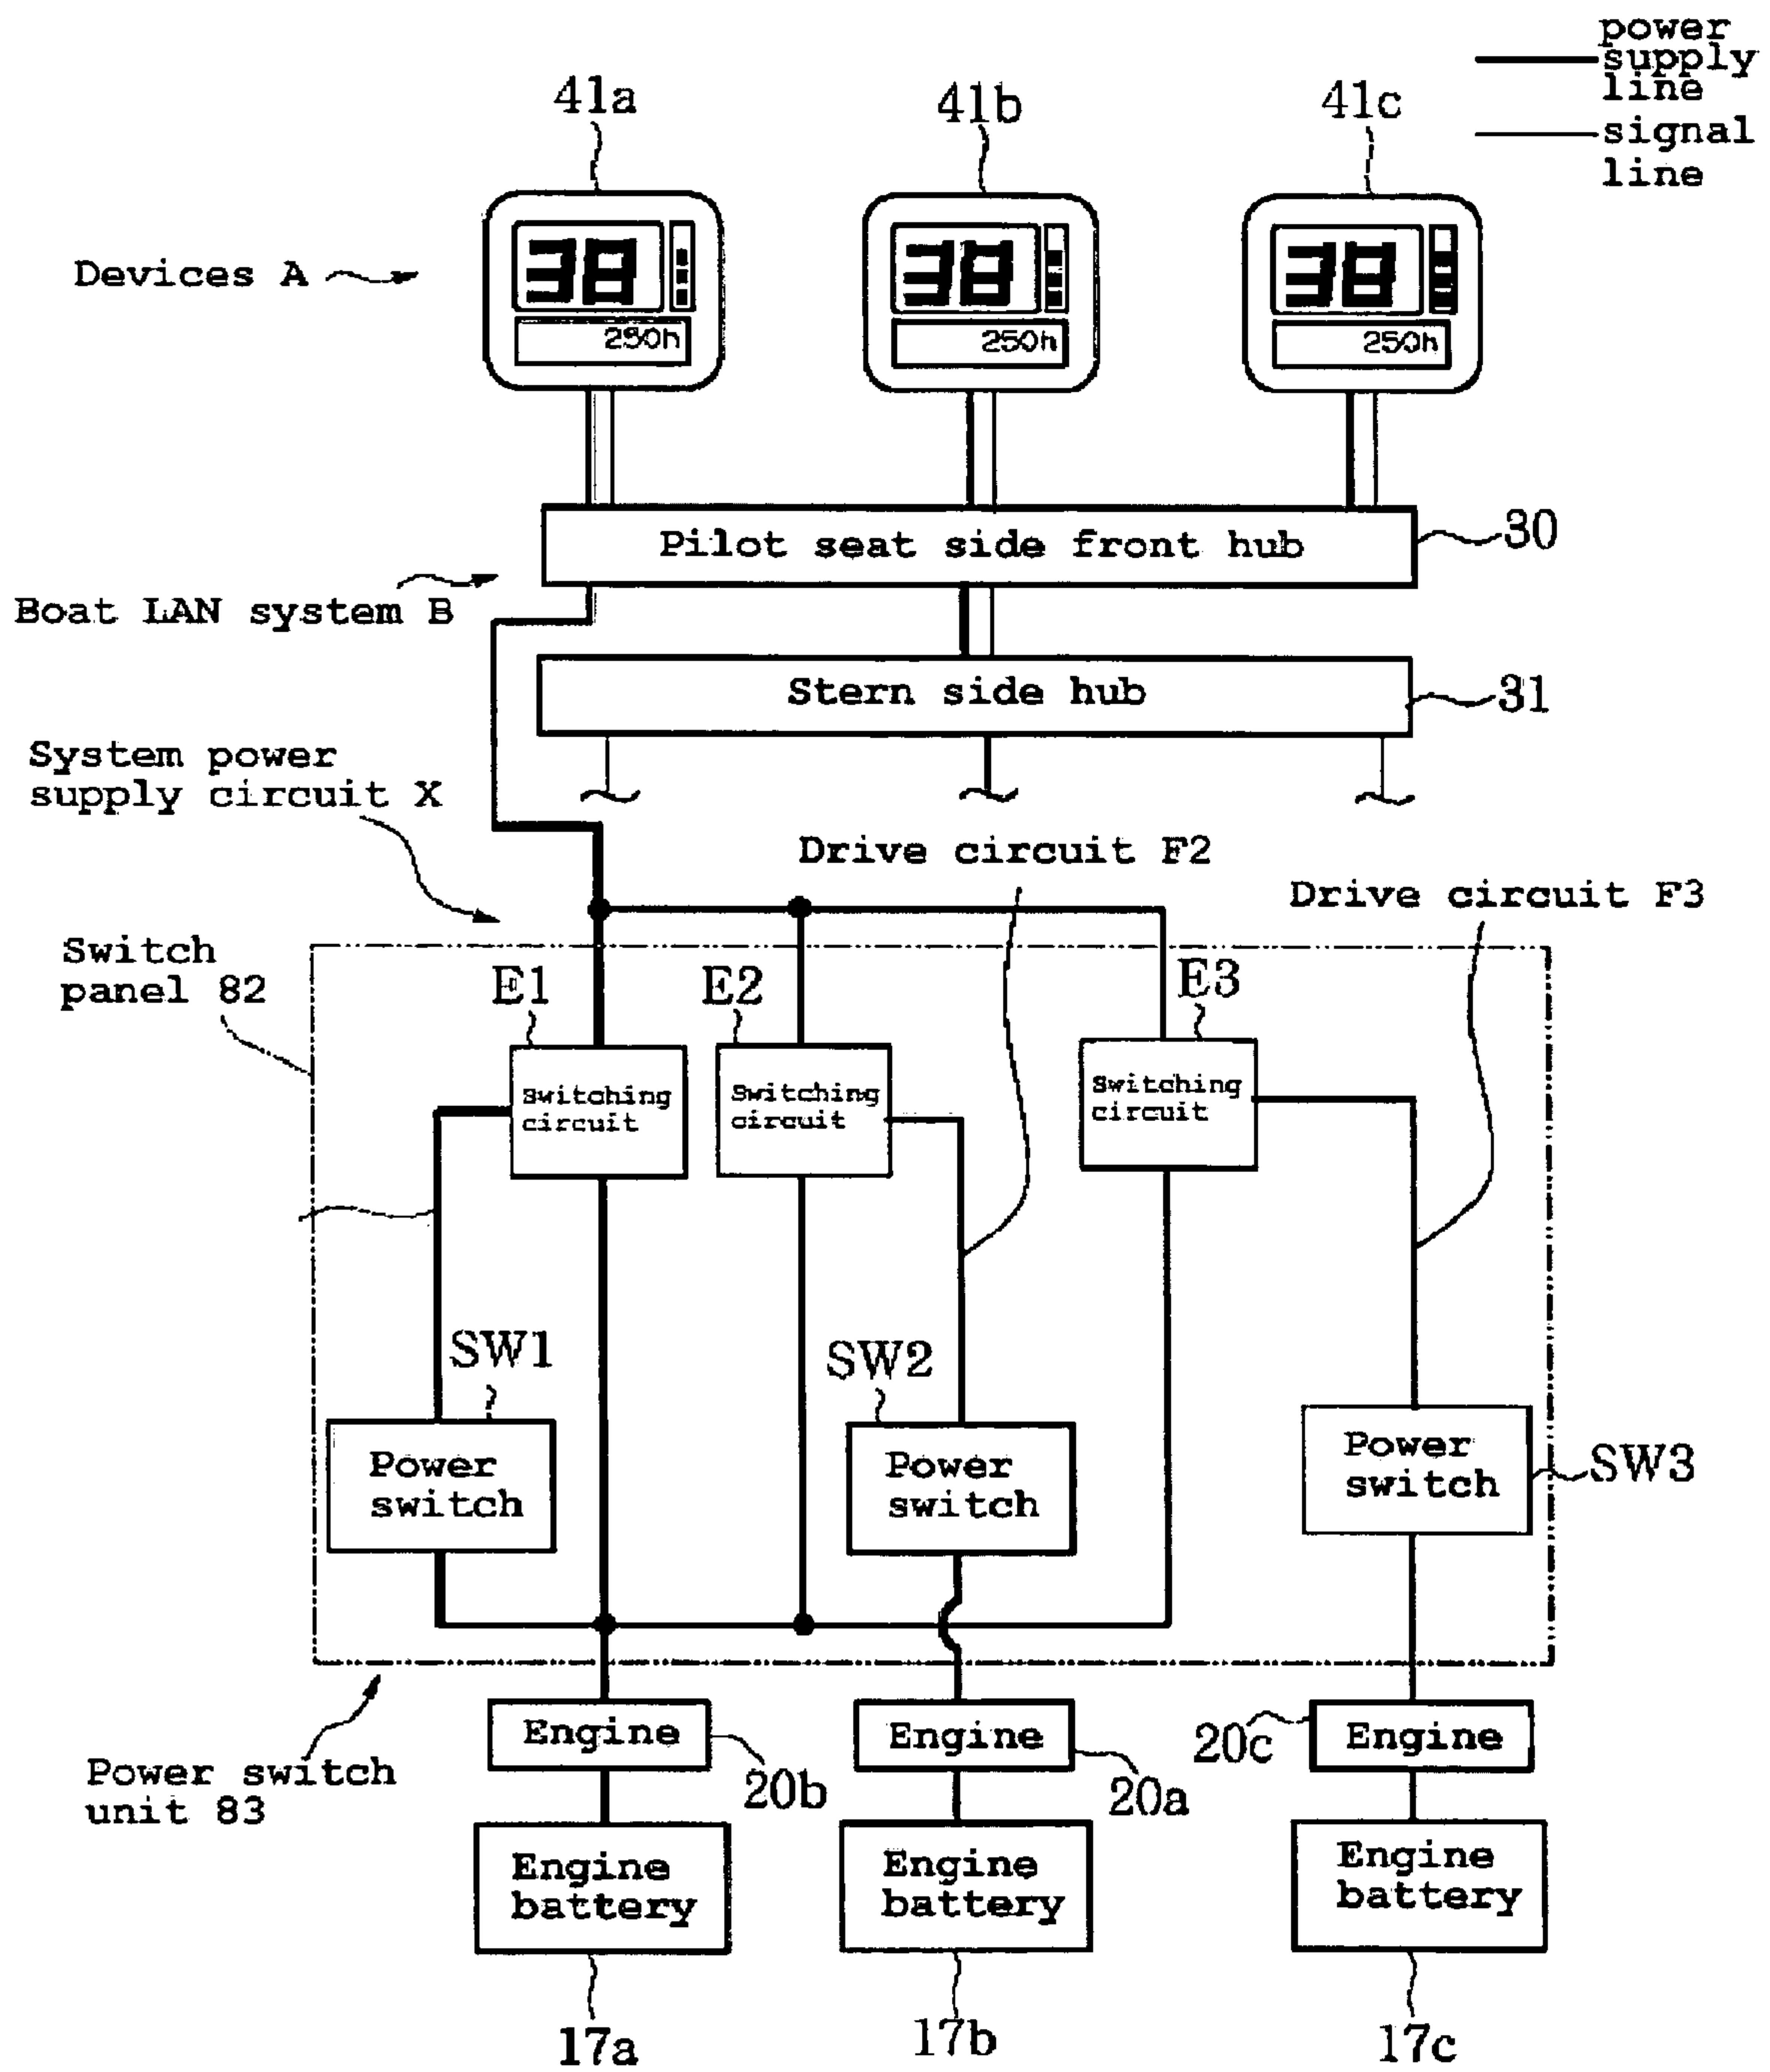 power
supply
line
signal
line
41a
41b
41c
Devices A
38
250h
38
250h
38
250h
Pilot seat side front hub
30
Boat LAN system B
Stern side hub
31
System power
supply circuit X
Drive circuit F2
Drive circuit F3
Switch
panel 82
E1
E2
E3
Switching
circuit
Switching
circuit
Switching
circuit
SW1
SW2
SW3
Power
switch
Power
switch
Power
switch
Engine
20b
Engine
20a
20c
Engine
Power switch
unit 83
Engine
battery
Engine
battery
Engine
battery
17a
17b
17c